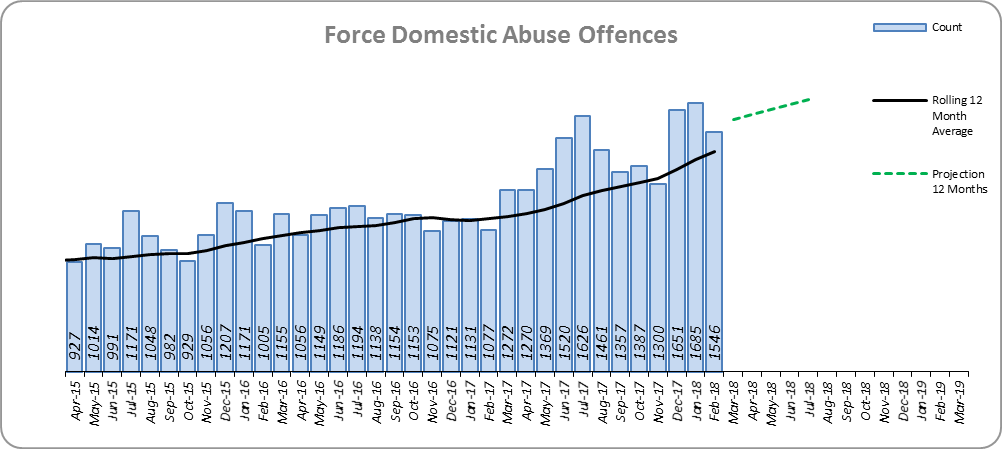 Force Domestic Abuse Offences
Count
Rolling 12
Month
Average
Projection
12 Months
927
1014
991
1171
1048
982
929
1056
1207
1171
1005
1155
1056
1149
1186
1194
1138
1154
1153
1075
1121
1131
1077
1272
1270
1369
1520
1626
1461
1357
1387
1300
1651
1685
1546
Apr-15
May-15
Jun-15
Jul-15
Aug-15
Sep-15
Oct-15
Nov-15
Dec-15
Jan-16
Feb-16
Mar-16
Apr-16
May-16
Jun-16
Jul-16
Aug-16
Sep-16
Oct-16
Nov-16
Dec-16
Jan-17
Feb-17
Mar-17
Apr-17
May-17
Jun-17
Jul-17
Aug-17
Sep-17
Oct-17
Nov-17
Dec-17
Jan-18
Feb-18
Mar-18
Apr-18
May-18
Jun-18
Jul-18
Aug-18
Sep-18
Oct-18
Nov-18
Dec-18
Jan-19
Feb-19
Mar-19